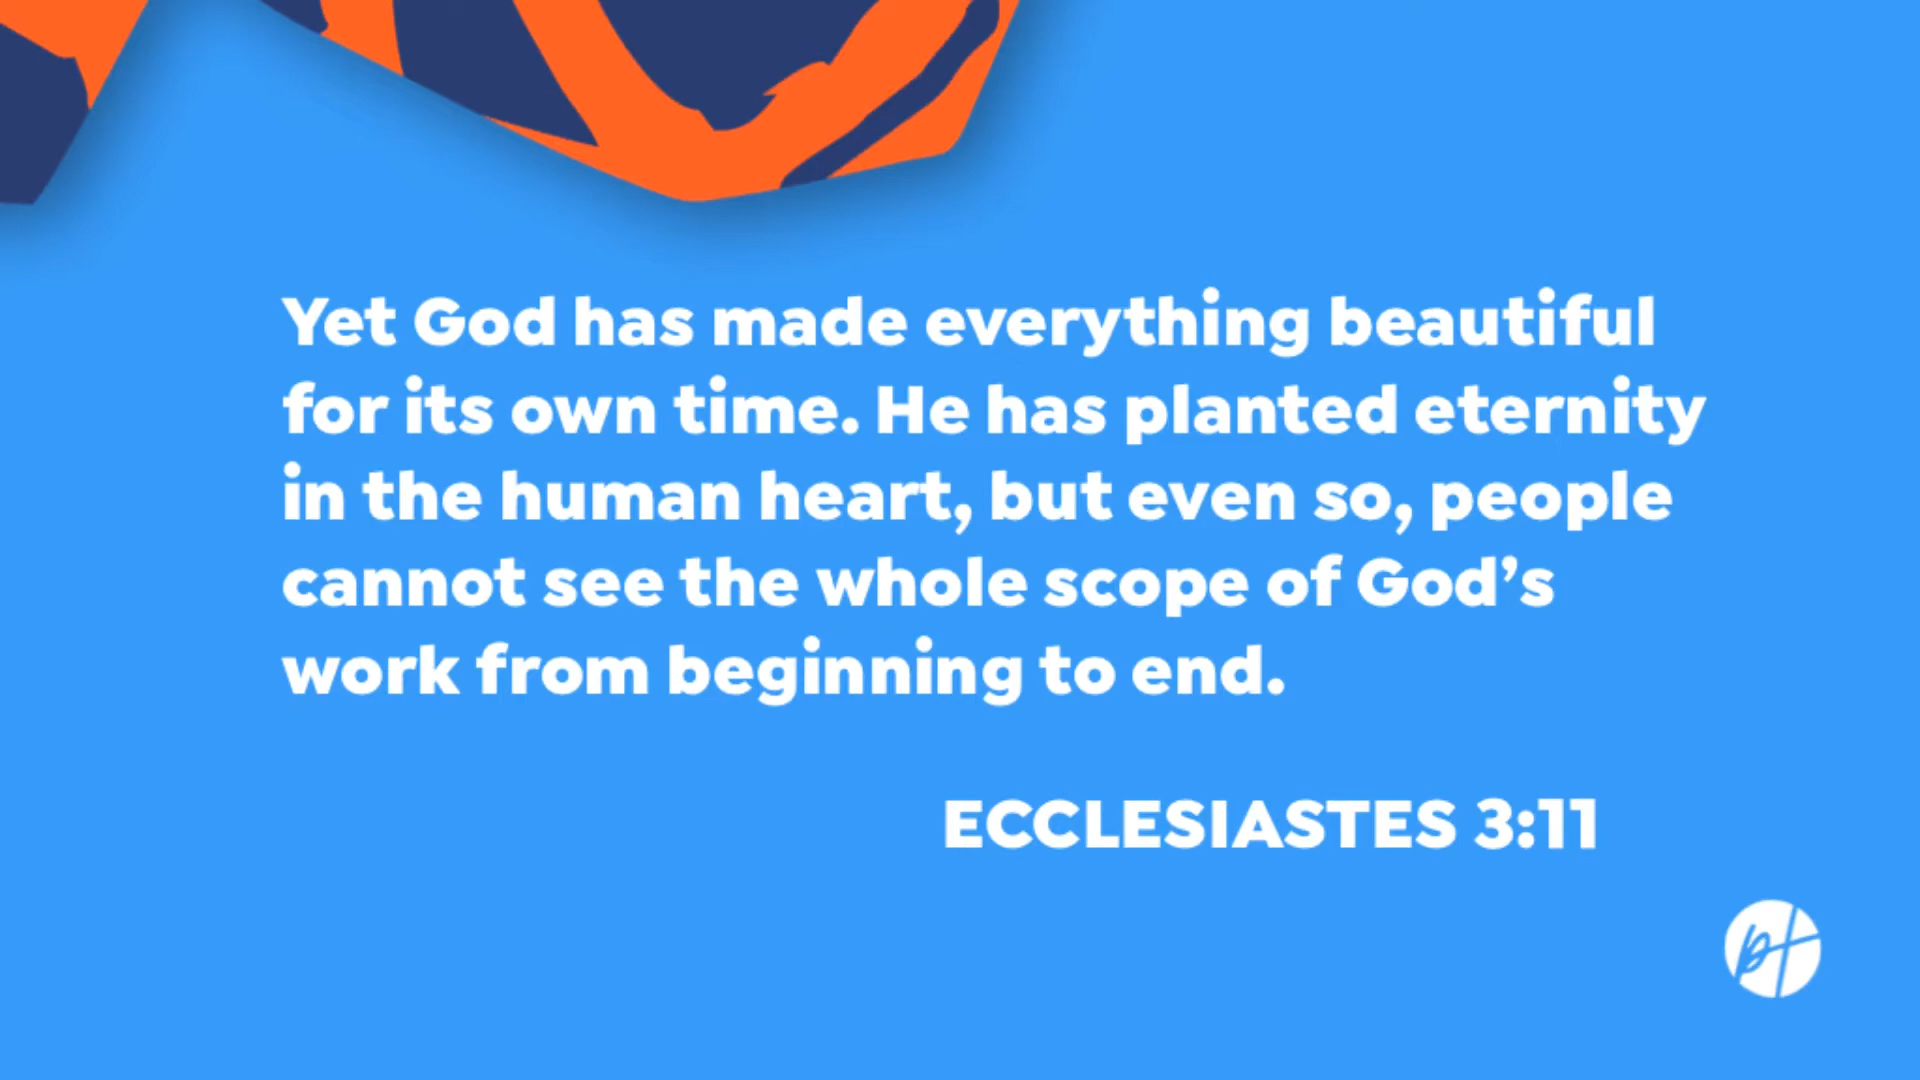 Yet God has made everything beautiful
for its own time. He has planted eternity
in the human heart, but even so, people
cannot see the whole scope of God’s
work from beginning to end.
ECCLESIASTES 3:11